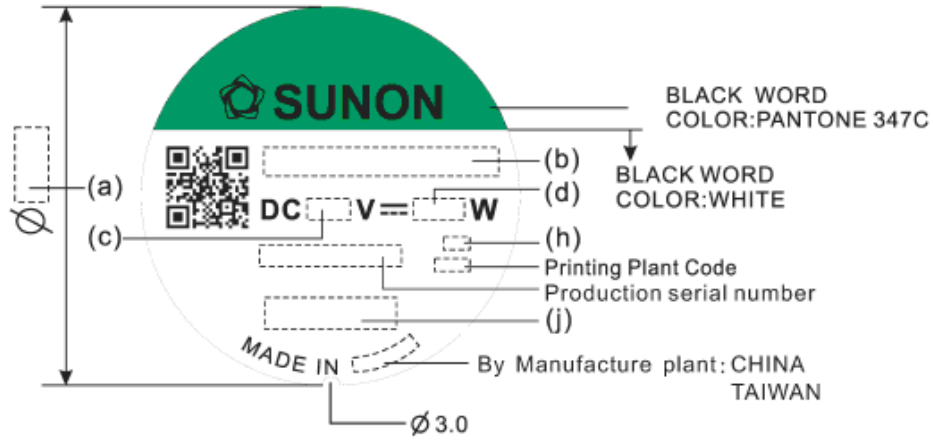 SUNON
BLACK WORD
COLOR:PANTONE 347C
BLACK WORD
COLOR:WHITE
(a)
Ø
(b)
DC V W
(d)
(c)
(h)
Printing Plant Code
Production serial number
(j)
MADE IN
By Manufacture plant: CHINA
TAIWAN
Ø 3.0